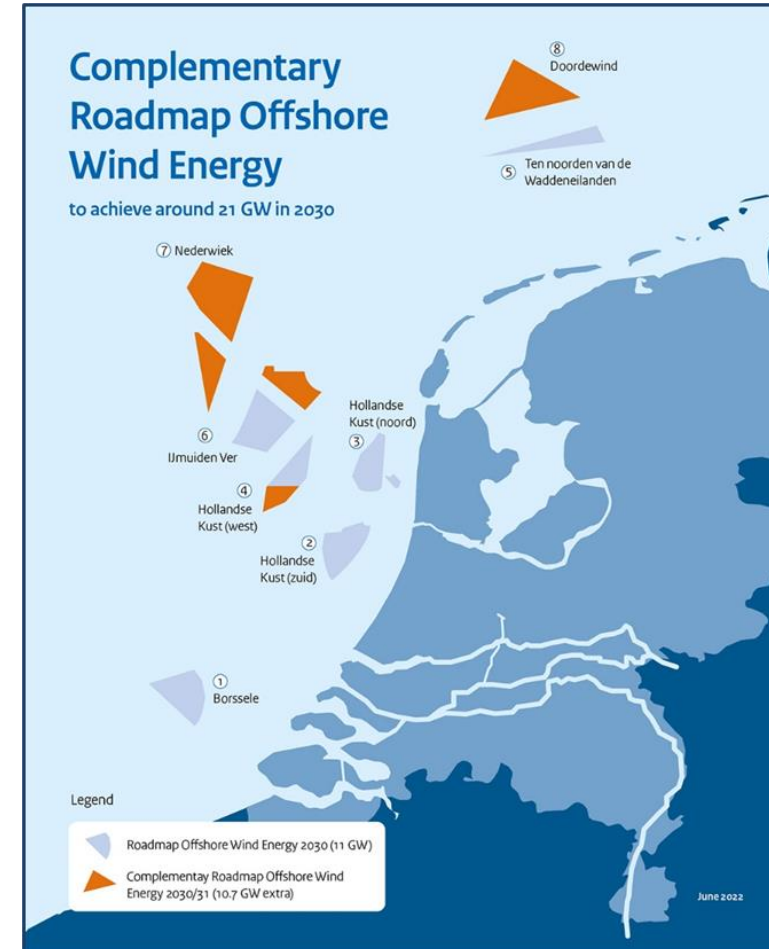 Complementary
Roadmap Offshore
Wind Energy
to achieve around 21 GW in 2030
⑧
Doordewind
⑤ Ten noorden van de
Waddeneilanden
⑦ Nederwiek
⑥
IJmuiden Ver
Hollandse
Kust (noord)
③
④
Hollandse
Kust (west)
②
Hollandse
Kust (zuid)
①
Borssele
Legend
Roadmap Offshore Wind Energy 2030 (11 GW)
Complementay Roadmap Offshore Wind
Energy 2030/31 (10.7 GW extra)
June 2022